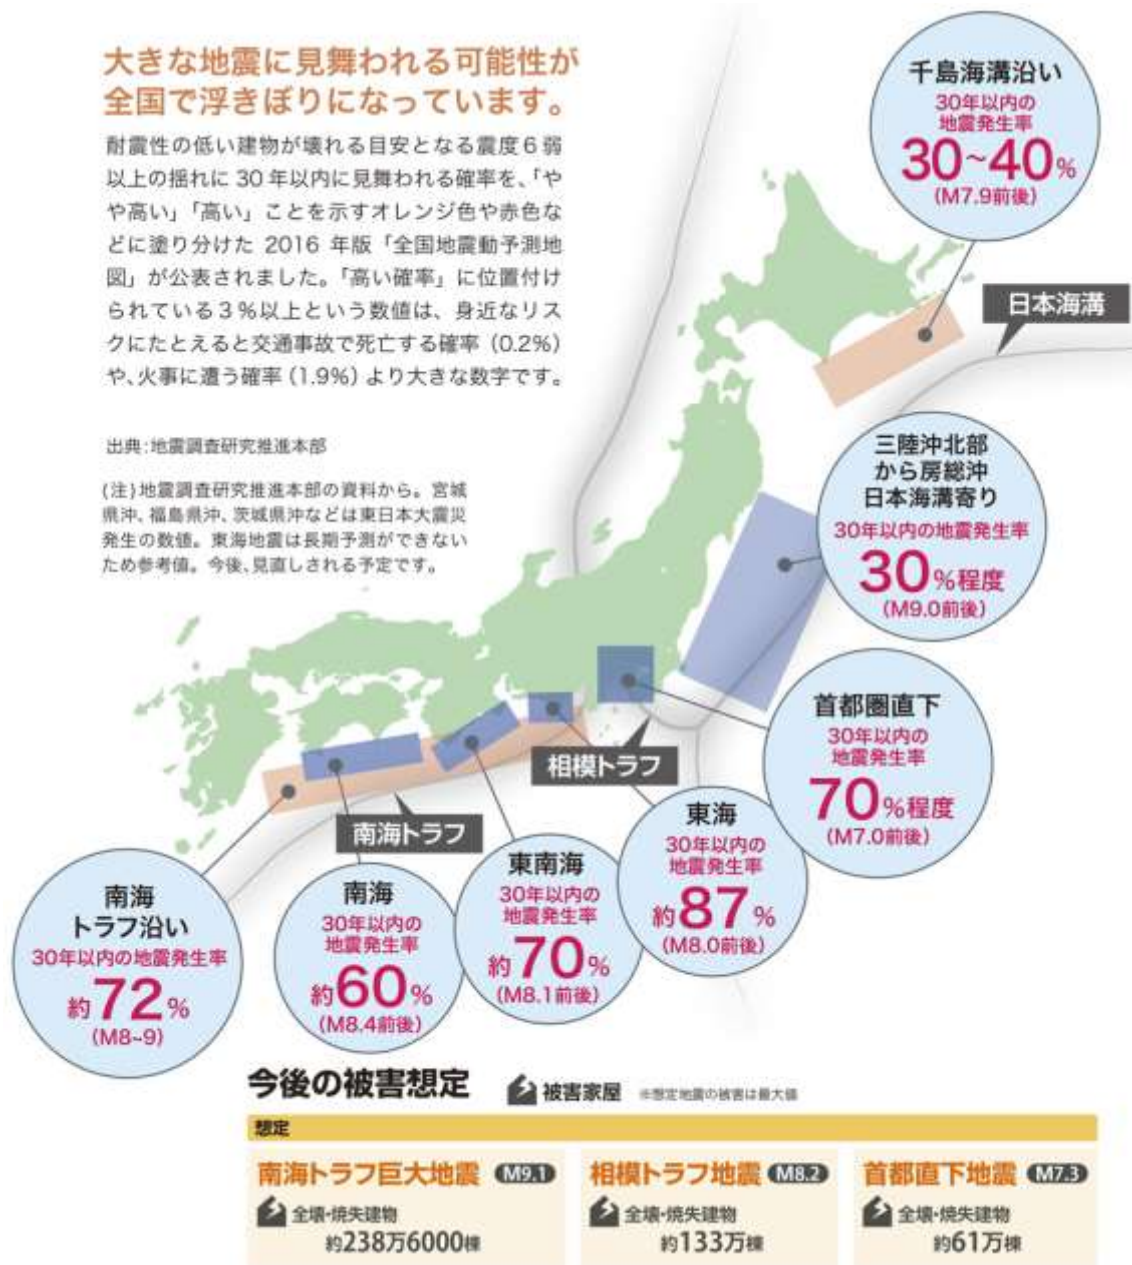 大きな地震に見舞われる可能性が
全国で浮きぼりになっています。
耐震性の低い建物が壊れる目安となる震度6弱
以上の揺れに30年以内に見舞われる確率を、「や
や高い」「高い」ことを示すオレンジ色や赤色な
どに塗り分けた 2016 年版「全国地震動予測地
図」が公表されました。「高い確率」に位置付け
られている3%以上という数値は、身近なリス
クにたとえると交通事故で死亡する確率(0.2%)
や、火事に遭う確率(1.9%)より大きな数字です。
出典:地震調査研究推進本部
(注)地震調査研究推進本部の資料から。宮城
県沖、福島県沖、茨城県沖などは東日本大震災
発生の数値。東海地震は長期予測ができない
ため参考値。今後、見直しされる予定です。
千島海溝沿い
30年以内の
地震発生率
30~40%
(M7.9前後)
日本海溝
三陸沖北部
から房総沖
日本海溝寄り
30年以内の地震発生率
30%程度
(M9.0前後)
首都圏直下
30年以内の
地震発生率
70%程度
(M7.0前後)
相模トラフ
東海
30年以内の
地震発生率
約87%
(M8.0前後)
南海トラフ
東南海
30年以内の
地震発生率
約70%
(M8.1前後)
南海
30年以内の
地震発生率
約60%
(M8.4前後)
南海
トラフ沿い
30年以内の地震発生率
約72%
(M8~9)
今後の被害想定 被害家屋 ※想定地震の被害は最大値
想定
南海トラフ巨大地震 M9.1
全壊・焼失建物
約238万6000棟
相模トラフ地震 M8.2
全壊・焼失建物
約133万棟
首都直下地震 M7.3
全壊・焼失建物
約61万棟